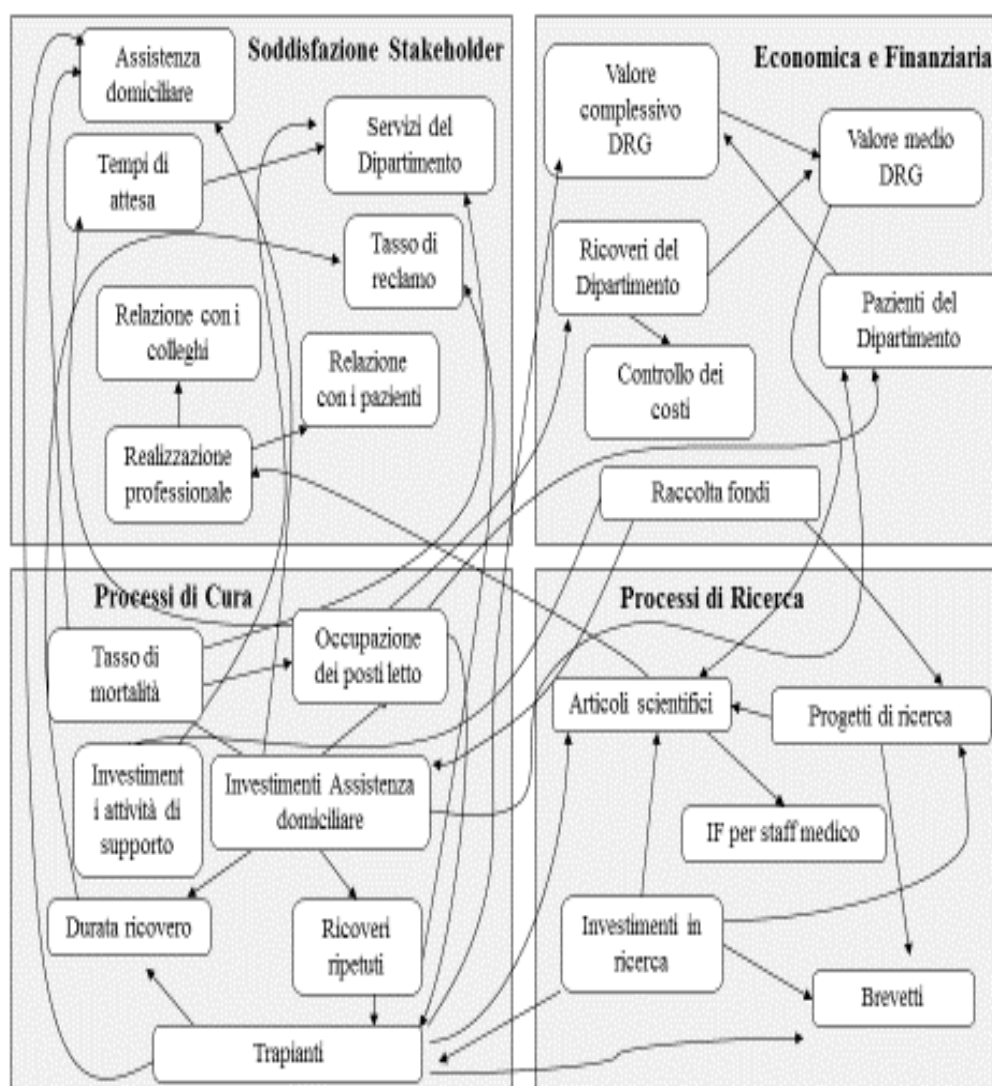 Soddisfazione Stakeholder
Assistenza
domiciliare
Servizi del
Dipartimento
Tempi di
attesa
Tasso di
reclamo
Relazione con i
colleghi
Relazione
con i pazienti
Realizzazione
professionale
Economica e Finanziaria
Valore
complessivo
DRG
Valore medio
DRG
Ricoveri del
Dipartimento
Pazienti del
Dipartimento
Controllo dei
costi
Raccolta fondi
Processi di Cura
Tasso di
mortalità
Occupazione
dei posti letto
Investiment
i attività di
supporto
Investimenti Assistenza
domiciliare
Durata ricovero
Ricoveri
ripetuti
Trapianti
Processi di Ricerca
Articoli scientifici
Progetti di ricerca
IF per staff medico
Investimenti in
ricerca
Brevetti